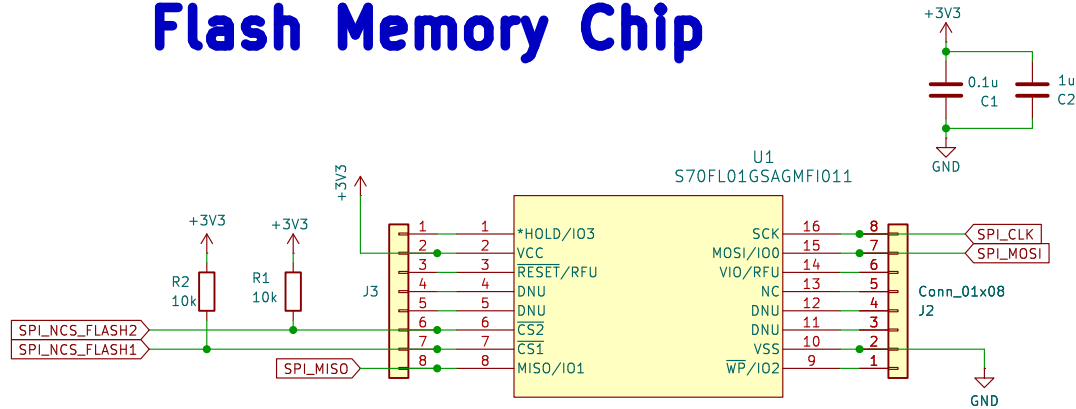 Flash Memory Chip
+3V3
0.1u
C1
1u
C2
GND
U1
S70FL01GSAGMFI011
+3V3
+3V3
+3V3
R2
10k
R1
10k
J3
1 1 *HOLD/IO3
2 2 VCC
3 3 RESET/RFU
4 4 DNU
5 5 DNU
6 6 CS2
7 7 CS1
8 8 MISO/IO1
SCK 16 8
MOSI/IO0 15 7
VIO/RFU 14 6
NC 13 5
DNU 12 4
DNU 11 3
VSS 10 2
WP/IO2 9 1
SPI_CLK
SPI_MOSI
Conn_01x08
J2
SPI_NCS_FLASH2
SPI_NCS_FLASH1
SPI_MISO
GND